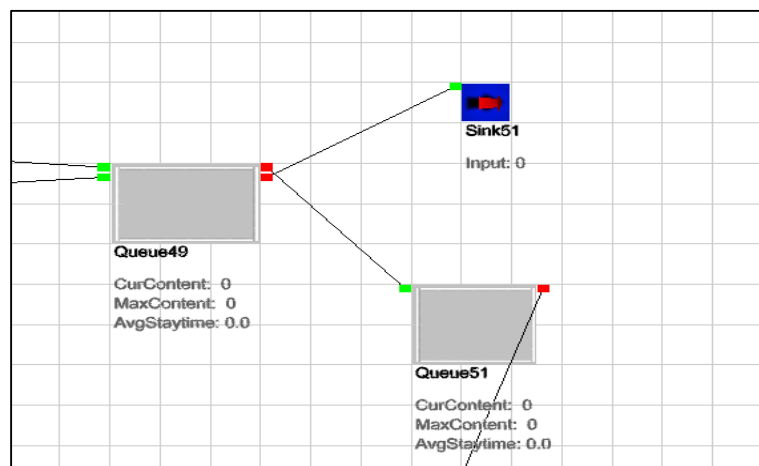 Sink51
Input: 0
Queue49
CurContent: 0
MaxContent: 0
AvgStaytime: 0.0
Queue51
CurContent: 0
MaxContent: 0
AvgStaytime: 0.0